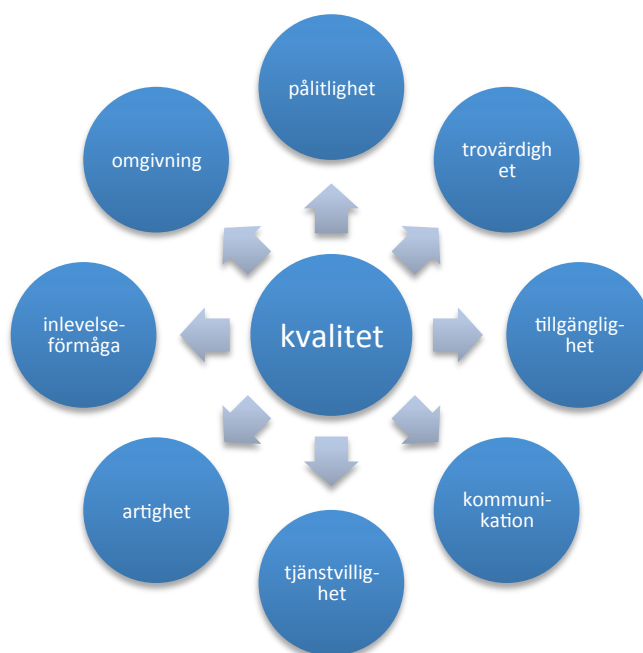 pålitlighet
trovärdigh
et
tillgänglig-
het
kommuni-
kation
tjänstvillig-
het
artighet
inlevelse-
förmåga
omgivning
kvalitet